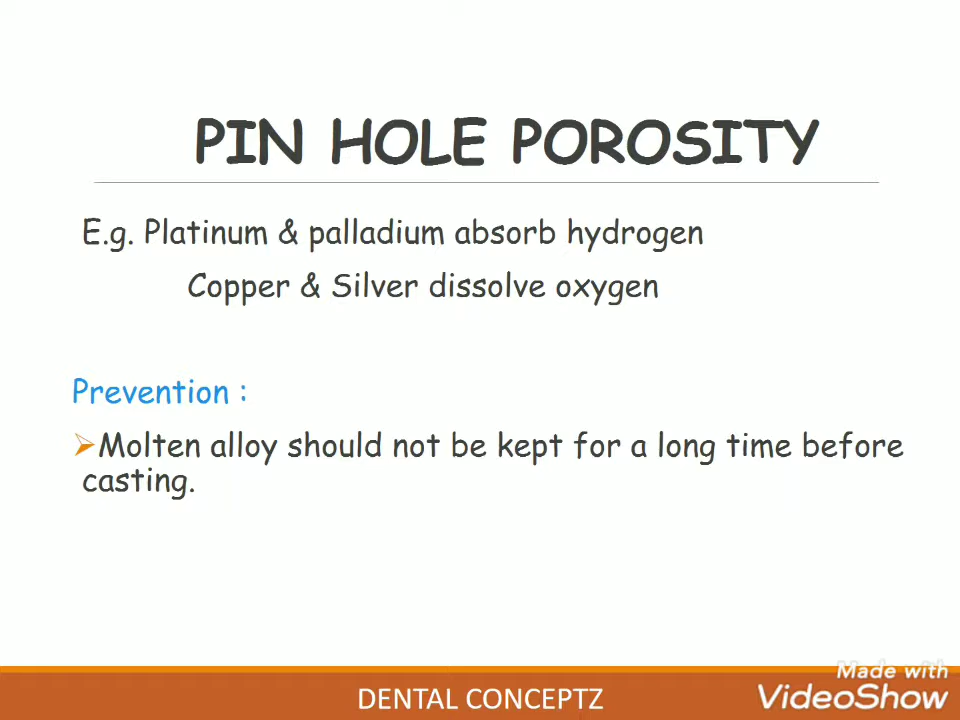 PIN HOLE POROSITY
E.g. Platinum & palladium absorb hydrogen
Copper & Silver dissolve oxygen
Prevention :
➢Molten alloy should not be kept for a long time before
casting.
DENTAL CONCEPTZ
Made with
VideoShow